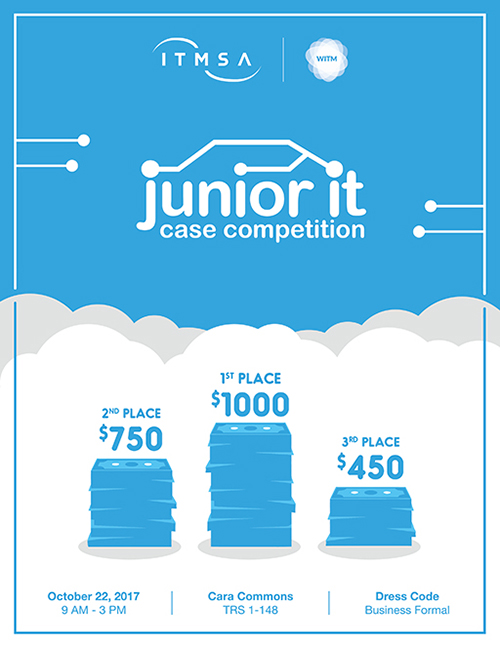 ITMSA
WITM
junior it
case competition
1ST PLACE
$1000
2ND PLACE
$750
3RD PLACE
$450
October 22, 2017
9 AM - 3 PM
Cara Commons
TRS 1-148
Dress Code
Business Formal